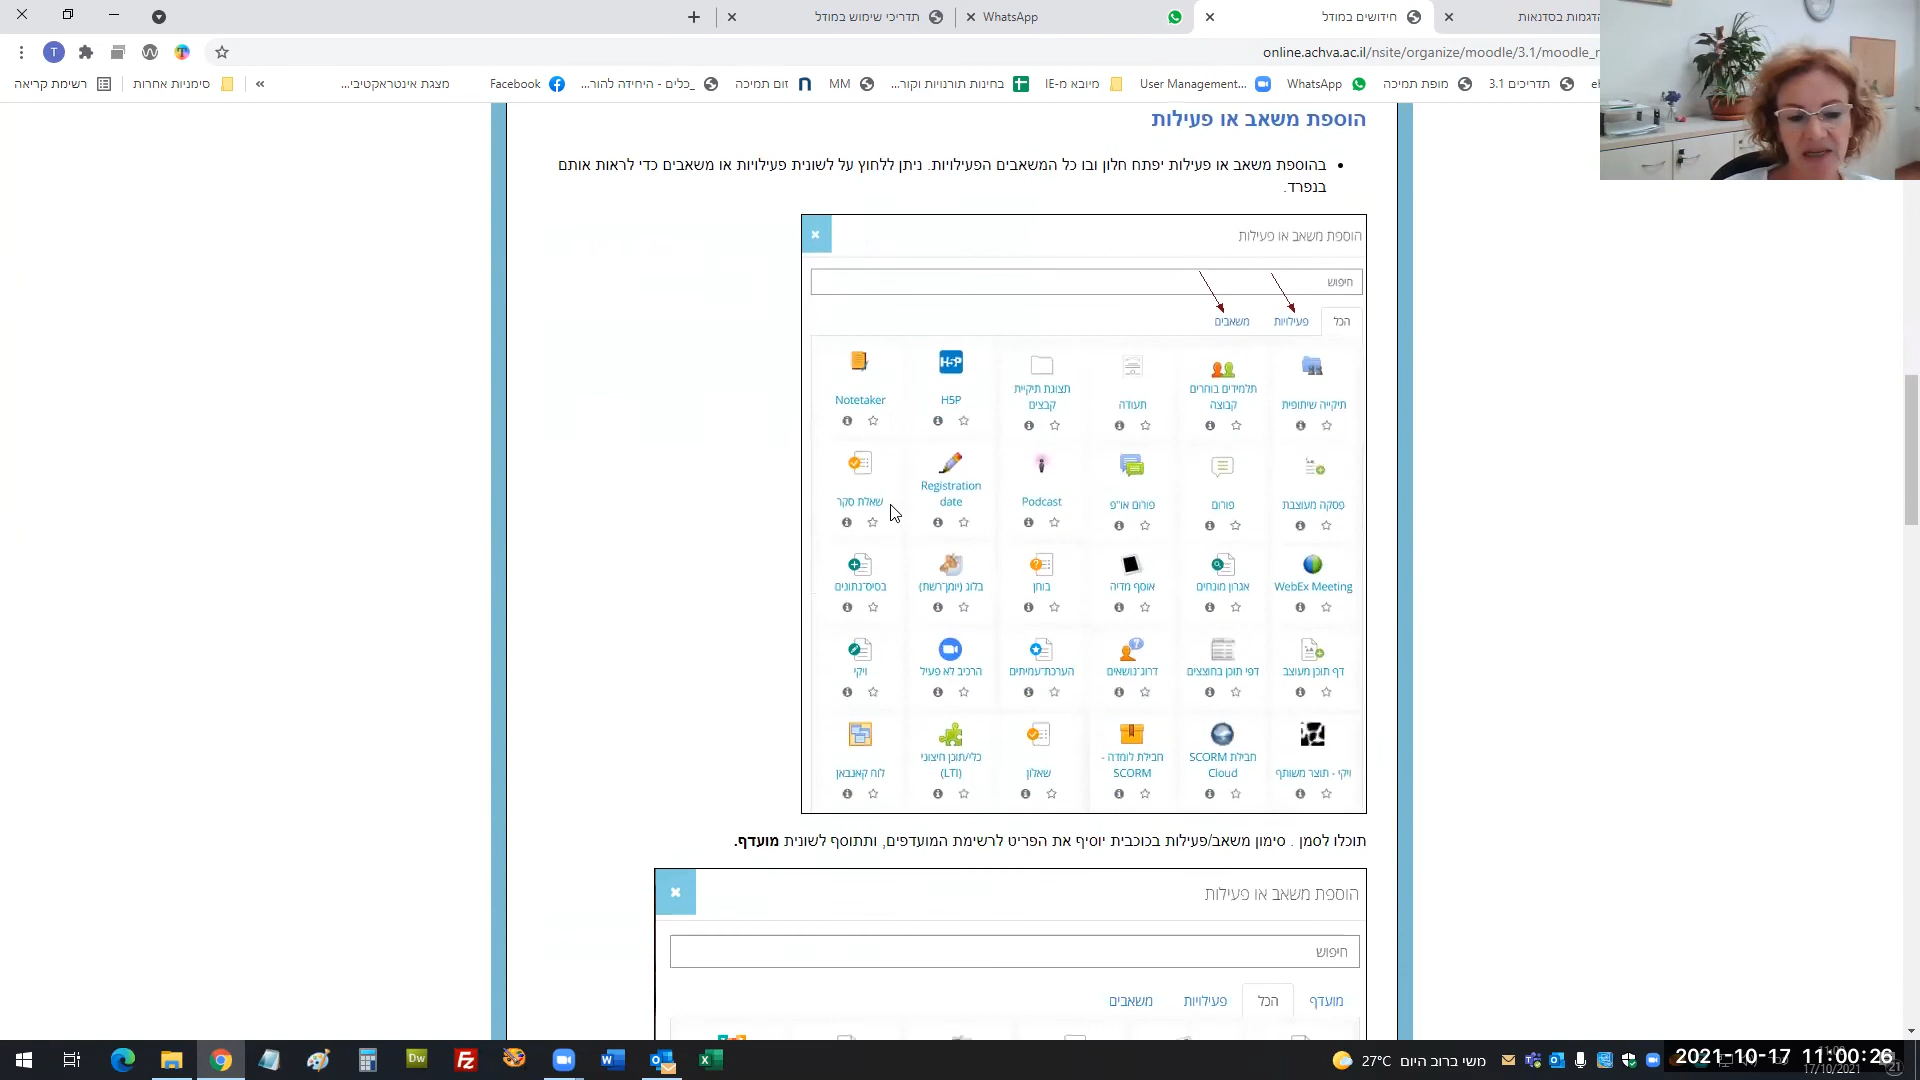 תדריכי שימוש במודל
WhatsApp
חידושים במודל
הדגמות בסדנאות
T
online.achva.ac.il/nsite/organize/moodle/3.1/moodle_r
רשימת קריאה
סימניות אחרות
«
מצגת אינטראקטיבי...
Facebook
כלים - היחידה להור...
זום תמיכה
MM
בחינות תורנויות וקור...
מיובא מ-IE
User Management...
WhatsApp
מופת תמיכה
תדריכים 3.1
הוספת משאב או פעילות
• בהוספת משאב או פעילות יפתח חלון ובו כל המשאבים הפעילויות. ניתן ללחוץ על לשונית פעילויות או משאבים כדי לראות אותם
בנפרד.
הוספת משאב או פעילות
חיפוש
הכל פעילויות משאבים
תיקייה שיתופית
תלמידים בוחרים
קבוצה
תעודה
תצוגת תיקיית
קבצים
H5P
Notetaker
פסקה מעוצבת
פורום
פורום או"פ
Podcast
Registration
date
שאלת סקר
WebEx Meeting
אגרון מונחים
אוסף מדיה
בוחן
בלוג (יומן־רשת)
בסיס־נתונים
דף תוכן מעוצב
דפי תוכן בחוצצים
דרוג־נושאים
הערכת־עמיתים
הרכיב לא פעיל
ויקי
ויקי - תוצר משותף
חבילת SCORM
Cloud
חבילת לומדה -
SCORM
שאלון
כלי/תוכן חיצוני
(LTI)
לוח קאנבאן
תוכלו לסמן . סימון משאב/פעילות בכוכבית יוסיף את הפריט לרשימת המועדפים, ותתוסף לשונית מועדף.
הוספת משאב או פעילות
חיפוש
מועדף הכל פעילויות משאבים
Dw
27°C משי ברוב היום
2021-10-17 11:00:26
17/10/2021
21